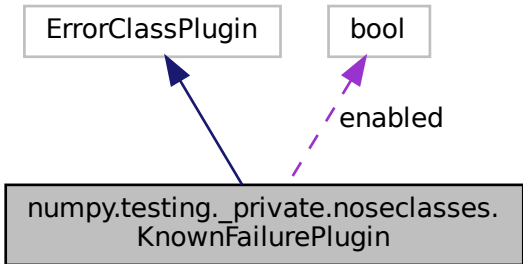 ErrorClassPlugin
bool
enabled
numpy.testing._private.noseclasses.
KnownFailurePlugin